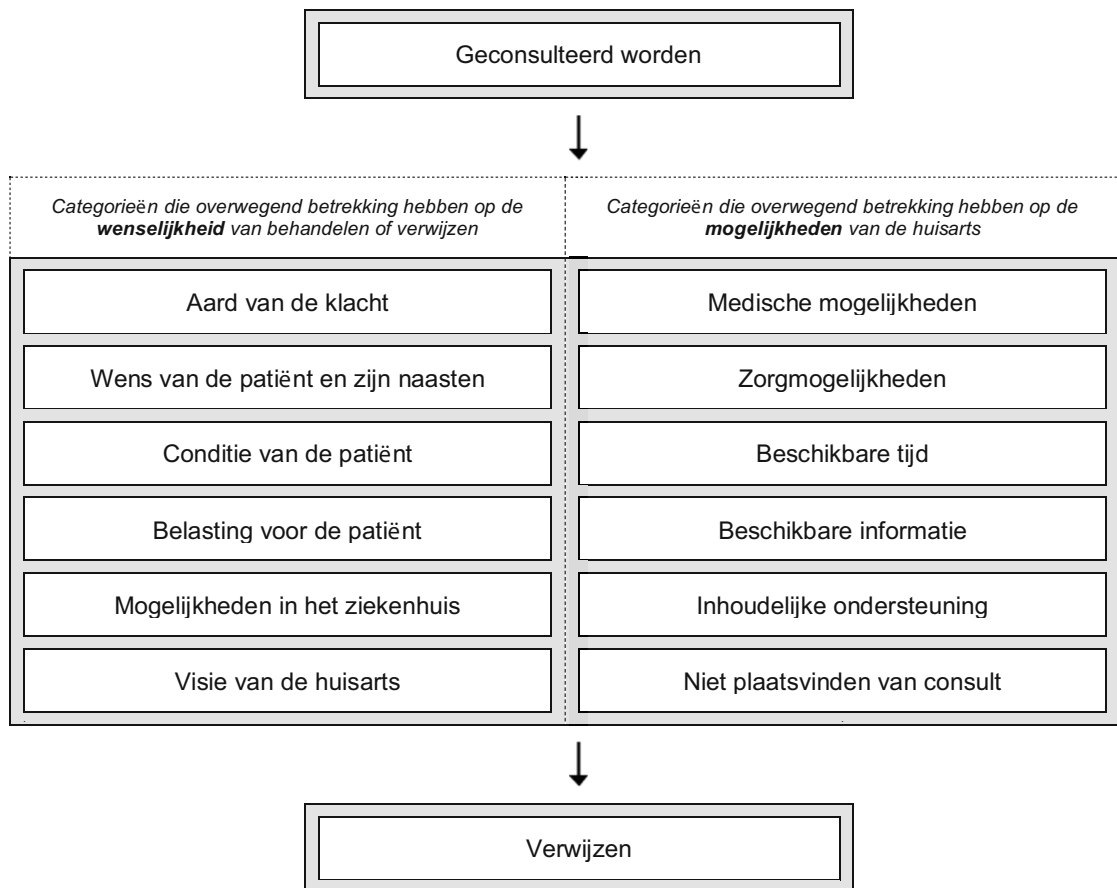 Geconsulteerd worden
Categorieën die overwegend betrekking hebben op de
wenselijkheid van behandelen of verwijzen
Categorieën die overwegend betrekking hebben op de
mogelijkheden van de huisarts
Aard van de klacht
Medische mogelijkheden
Wens van de patiënt en zijn naasten
Zorgmogelijkheden
Conditie van de patiënt
Beschikbare tijd
Belasting voor de patiënt
Beschikbare informatie
Mogelijkheden in het ziekenhuis
Inhoudelijke ondersteuning
Visie van de huisarts
Niet plaatsvinden van consult
Verwijzen